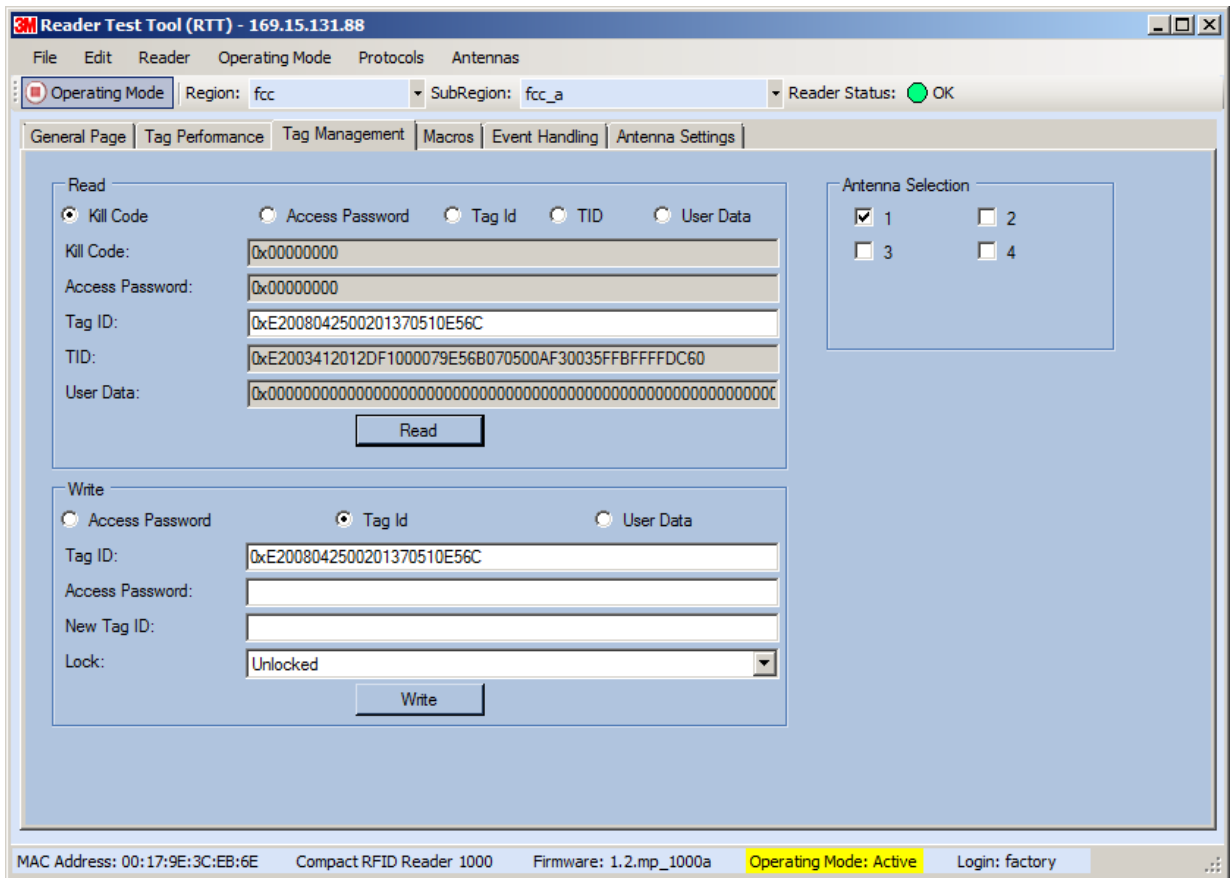 3M Reader Test Tool (RTT) - 169.15.131.88
File Edit Reader Operating Mode Protocols Antennas
Operating Mode Region: fcc SubRegion: fcc_a Reader Status: OK
General Page Tag Performance Tag Management Macros Event Handling Antenna Settings
Read
Kill Code Access Password Tag Id TID User Data
Kill Code: 0x00000000
Access Password: 0x00000000
Tag ID: 0xE2008042500201370510E56C
TID: 0xE2003412012DF1000079E56B070500AF30035FFBFFFFDC60
User Data:
Read
Antenna Selection
1 2
3 4
Write
Access Password Tag Id User Data
Tag ID: 0xE2008042500201370510E56C
Access Password:
New Tag ID:
Lock: Unlocked
Write
MAC Address: 00:17:9E:3C:EB:6E Compact RFID Reader 1000 Firmware: 1.2.mp_1000a Operating Mode: Active Login: factory